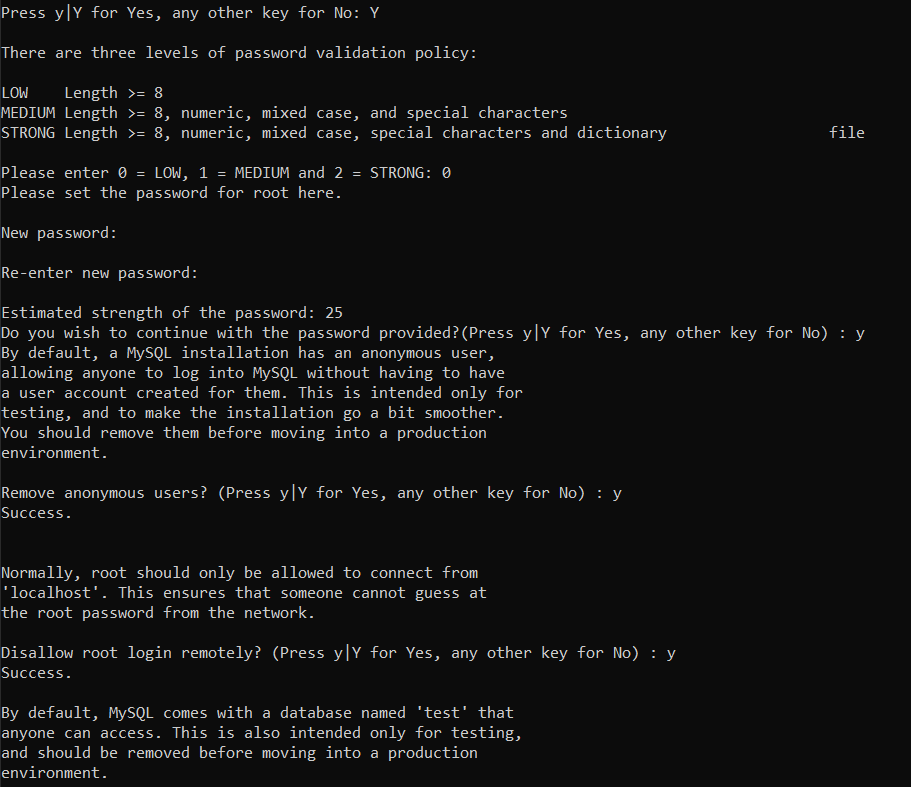 Press y|Y for Yes, any other key for No: Y
There are three levels of password validation policy:
LOW    Length >= 8
MEDIUM Length >= 8, numeric, mixed case, and special characters
STRONG Length >= 8, numeric, mixed case, special characters and dictionary                  file
Please enter 0 = LOW, 1 = MEDIUM and 2 = STRONG: 0
Please set the password for root here.
New password:
Re-enter new password:
Estimated strength of the password: 25
Do you wish to continue with the password provided?(Press y|Y for Yes, any other key for No) : y
By default, a MySQL installation has an anonymous user,
allowing anyone to log into MySQL without having to have
a user account created for them. This is intended only for
testing, and to make the installation go a bit smoother.
You should remove them before moving into a production
environment.
Remove anonymous users? (Press y|Y for Yes, any other key for No) : y
Success.
Normally, root should only be allowed to connect from
'localhost'. This ensures that someone cannot guess at
the root password from the network.
Disallow root login remotely? (Press y|Y for Yes, any other key for No) : y
Success.
By default, MySQL comes with a database named 'test' that
anyone can access. This is also intended only for testing,
and should be removed before moving into a production
environment.